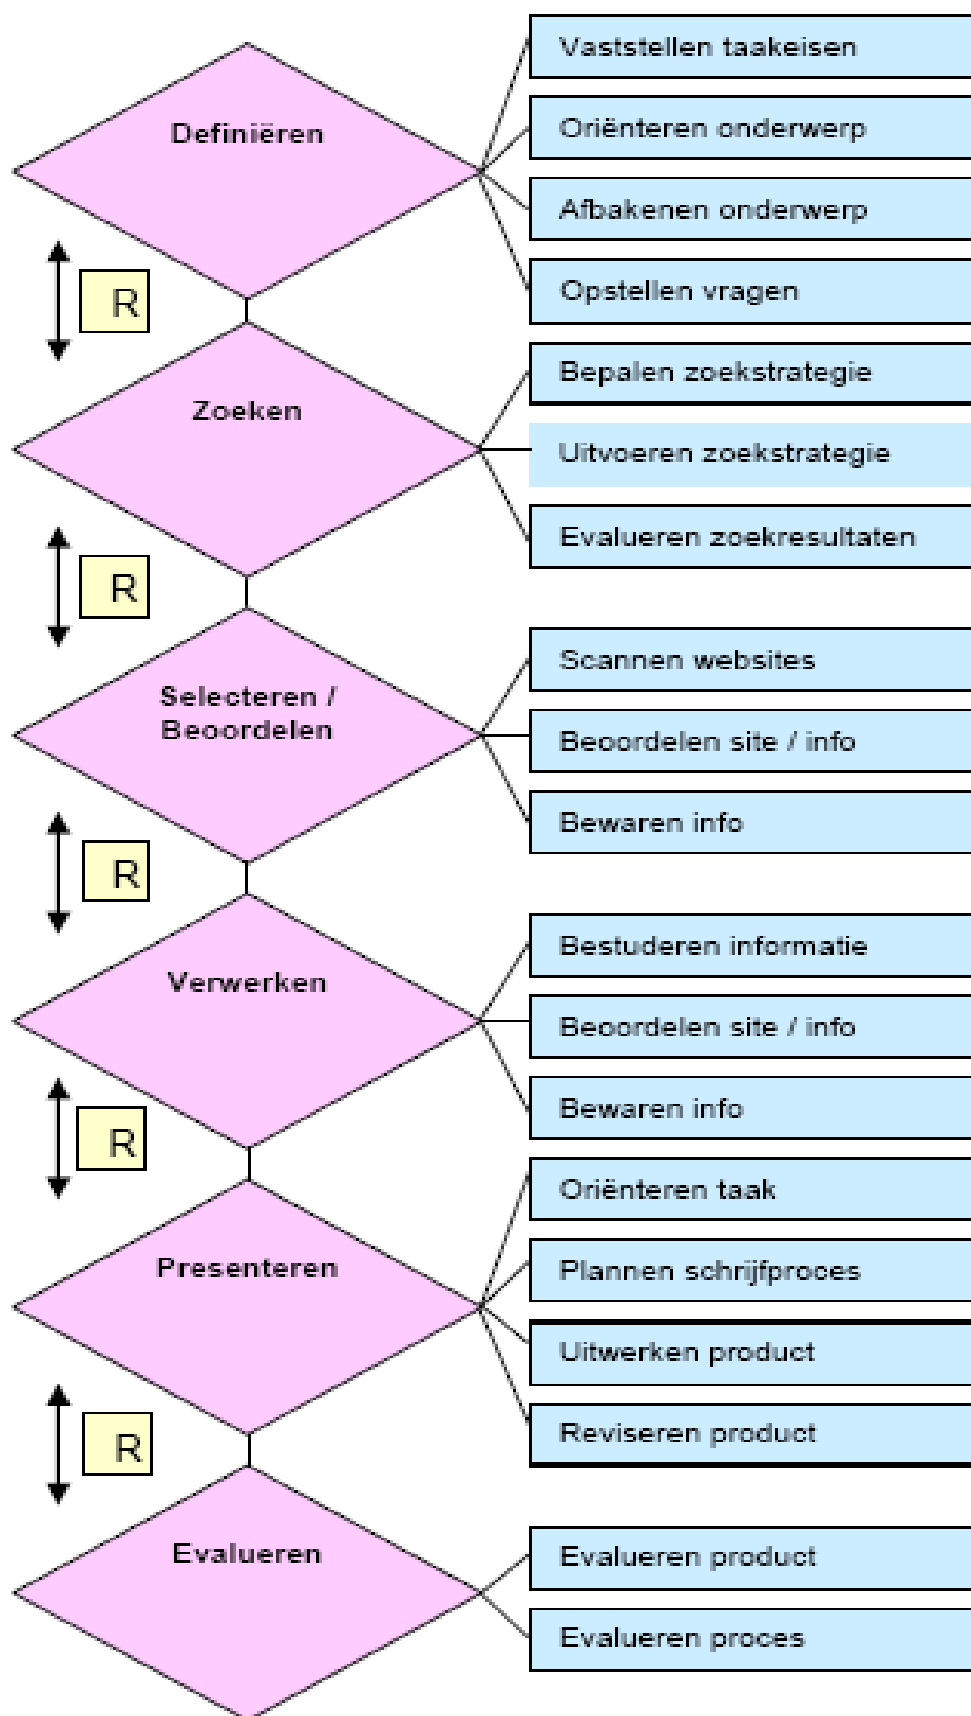 Definiëren
Vaststellen taakeisen
Oriënteren onderwerp
Afbakenen onderwerp
Opstellen vragen
R
Zoeken
Bepalen zoekstrategie
Uitvoeren zoekstrategie
Evalueren zoekresultaten
R
Selecteren /
Beoordelen
Scannen websites
Beoordelen site / info
Bewaren info
R
Verwerken
Bestuderen informatie
Beoordelen site / info
Bewaren info
R
Presenteren
Oriënteren taak
Plannen schrijfproces
Uitwerken product
Reviseren product
R
Evalueren
Evalueren product
Evalueren proces